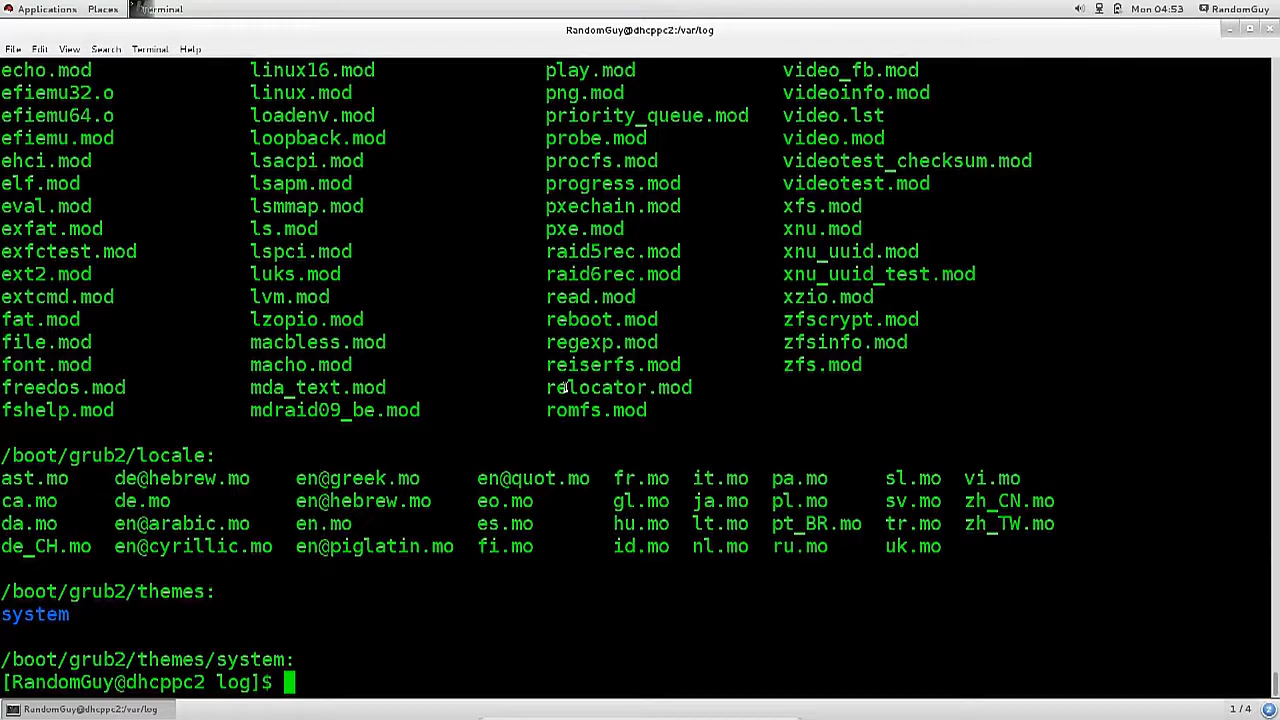 Applications Places Terminal Mon 04:53 RandomGuy
RandomGuy@dhcppc2:/var/log
File Edit View Search Terminal Help
echo.mod linux16.mod play.mod video_fb.mod
efiemu32.o linux.mod png.mod videoinfo.mod
efiemu64.o loadenv.mod priority_queue.mod video.lst
efiemu.mod loopback.mod probe.mod video.mod
ehci.mod lsacpi.mod procfs.mod videotest_checksum.mod
elf.mod lsapm.mod progress.mod videotest.mod
eval.mod lsmmap.mod pxechain.mod xfs.mod
exfat.mod ls.mod pxe.mod xnu.mod
exfctest.mod lspci.mod raid5rec.mod xnu_uuid.mod
ext2.mod luks.mod raid6rec.mod xnu_uuid_test.mod
extcmd.mod lvm.mod read.mod xzio.mod
fat.mod lzopio.mod reboot.mod zfscrypt.mod
file.mod macbless.mod regexp.mod zfsinfo.mod
font.mod macho.mod reiserfs.mod zfs.mod
freedos.mod mda_text.mod relocator.mod
fshelp.mod mdraid09_be.mod romfs.mod
/boot/grub2/locale:
ast.mo de@hebrew.mo en@greek.mo en@quot.mo fr.mo it.mo pa.mo sl.mo vi.mo
ca.mo de.mo en@hebrew.mo eo.mo gl.mo ja.mo pl.mo sv.mo zh_CN.mo
da.mo en@arabic.mo en.mo es.mo hu.mo lt.mo pt_BR.mo tr.mo zh_TW.mo
de_CH.mo en@cyrillic.mo en@piglatin.mo fi.mo id.mo nl.mo ru.mo uk.mo
/boot/grub2/themes:
system
/boot/grub2/themes/system:
[RandomGuy@dhcppc2 log]$
RandomGuy@dhcppc2:/var/log 1 / 4